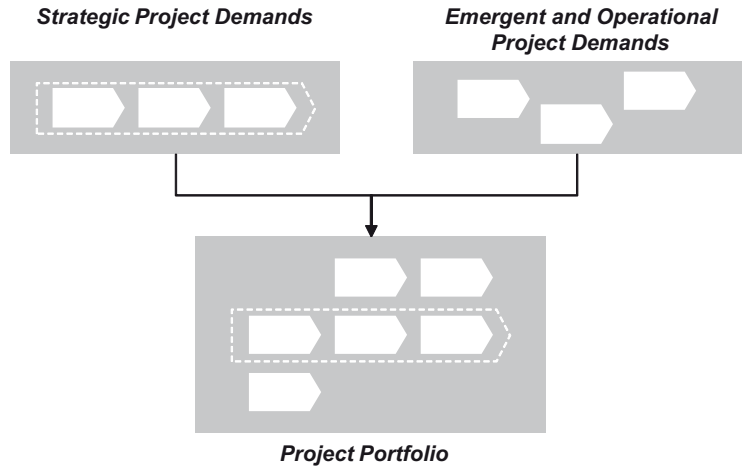 Strategic Project Demands
Emergent and Operational
Project Demands
Project Portfolio